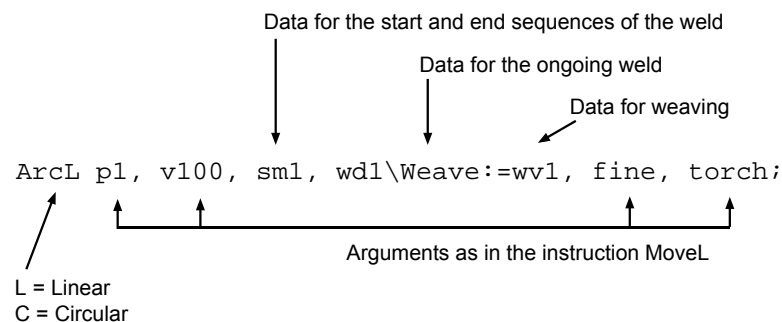 Data for the start and end sequences of the weld
Data for the ongoing weld
Data for weaving
ArcL p1, v100, sm1, wd1\Weave:=wv1, fine, torch;
Arguments as in the instruction MoveL
L = Linear
C = Circular